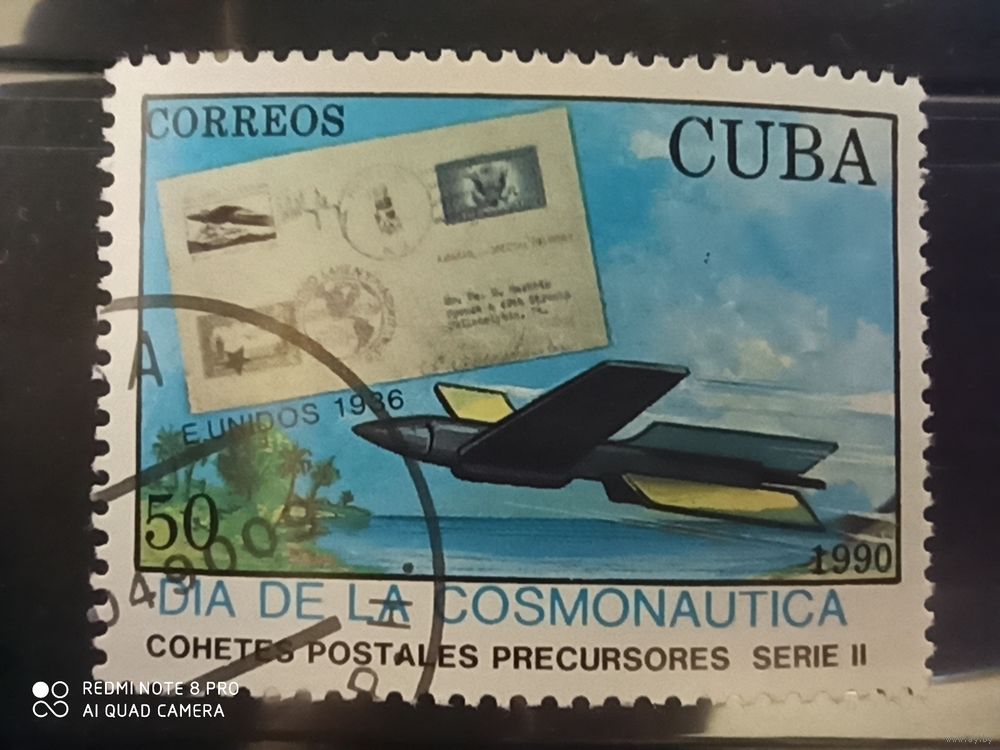 CORREOS
CUBA
E.UNIDOS 1936
50
1990
DIA DE LA COSMONAUTICA
COHETES POSTALES PRECURSORES SERIE II
A
REDMI NOTE 8 PRO
AI QUAD CAMERA